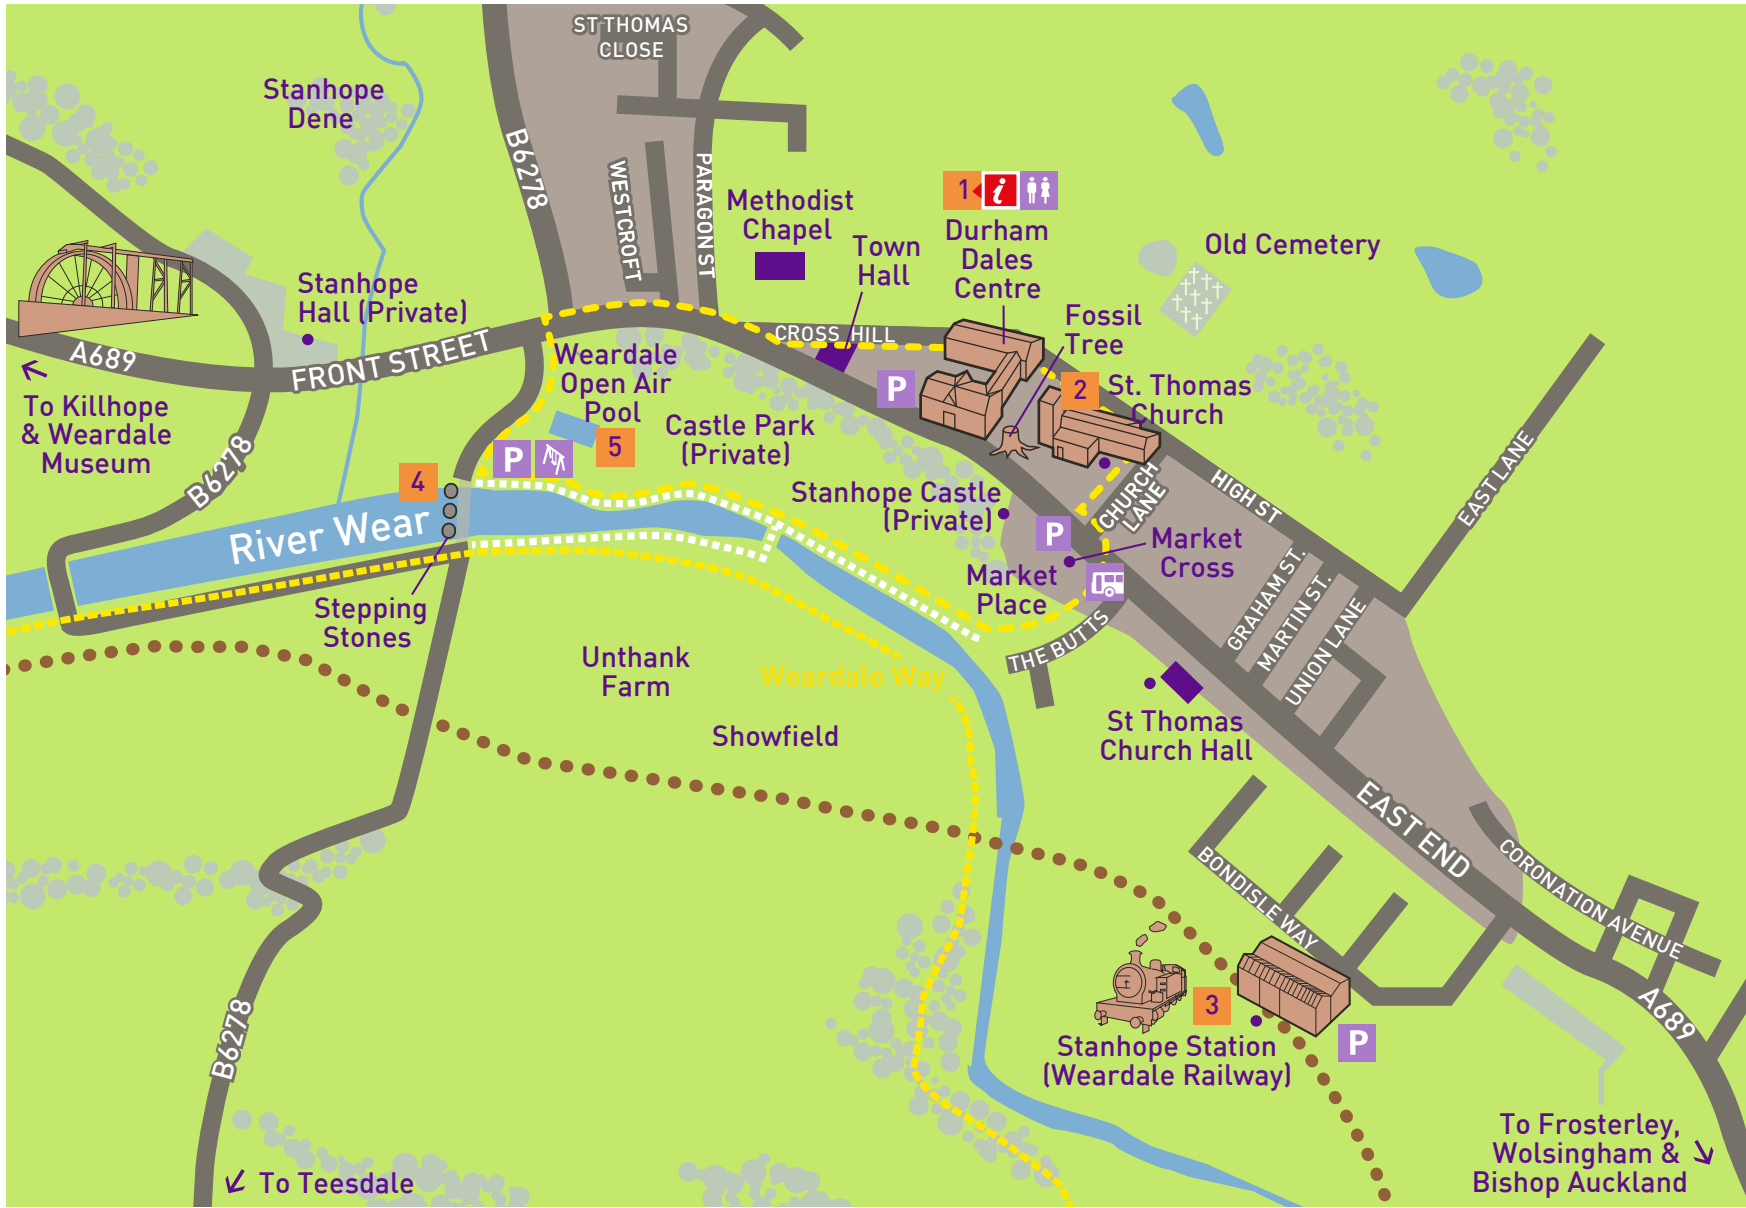 ST THOMAS
CLOSE
Stanhope
Dene
B6278
WESTCROFT
PARAGON ST
Methodist
Chapel
Town
Hall
1
i
Durham
Dales
Centre
Old Cemetery
Stanhope
Hall (Private)
Fossil
Tree
CROSS HILL
A689
FRONT STREET
To Killhope
& Weardale
Museum
Weardale
Open Air
Pool
5
Castle Park
(Private)
P
2
St. Thomas
Church
B6278
P
4
River Wear
Stanhope Castle
(Private)
P
CHURCH
LANE
HIGH ST
EAST LANE
Market
Cross
Market
Place
Stepping
Stones
GRAHAM ST.
MARTIN ST.
UNION LANE
THE BUTTS
Unthank
Farm
Weardale Way
Showfield
St Thomas
Church Hall
EAST END
CORONATION AVENUE
BONDISLE WAY
3
Stanhope Station
(Weardale Railway)
P
A689
B6278
To Teesdale
To Frosterley,
Wolsingham &
Bishop Auckland